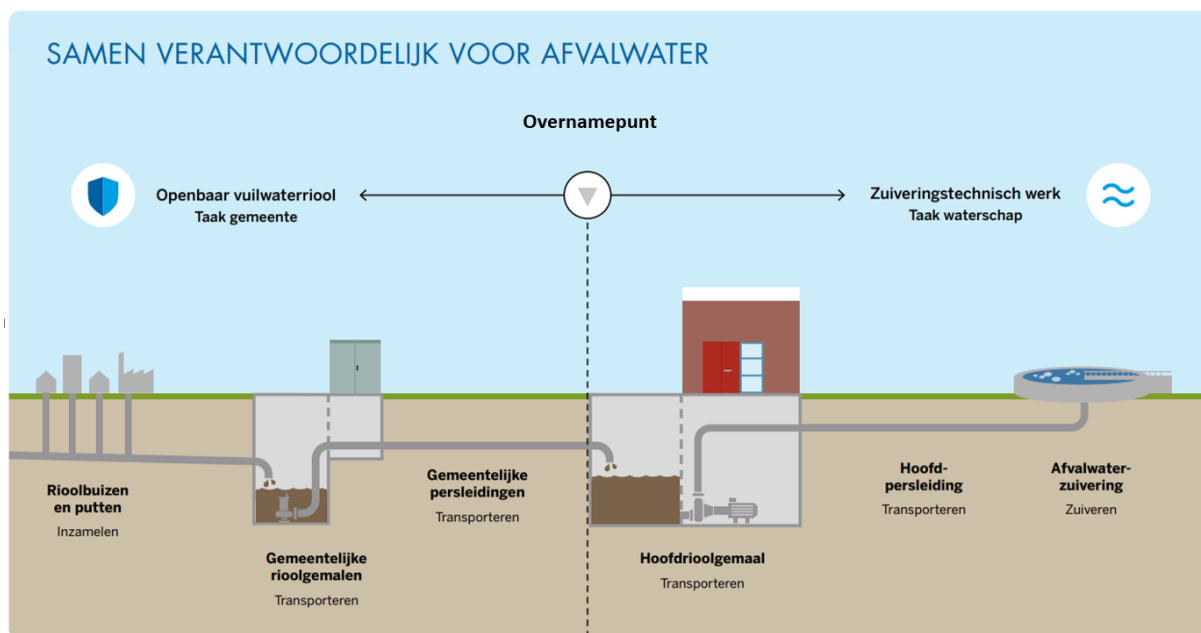 SAMEN VERANTWOORDELIJK VOOR AFVALWATER
Overnamepunt
Openbaar vuilwaterriool
Taak gemeente
Zuiveringstechnisch werk
Taak waterschap
Rioolbuizen
en putten
Inzamelen
Gemeentelijke
rioolgemalen
Transporteren
Gemeentelijke
persleidingen
Transporteren
Hoofdrioolgemaal
Transporteren
Hoofd-
persleiding
Transporteren
Afvalwater-
zuivering
Zuiveren